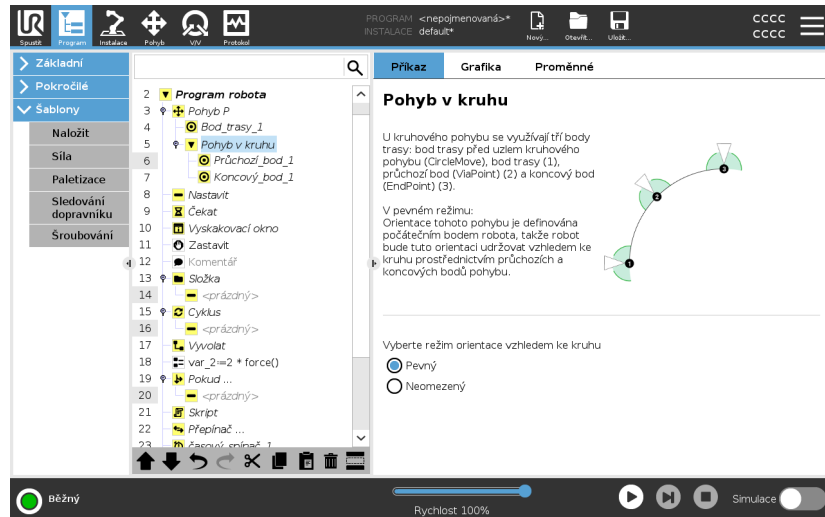 UR
PROGRAM <nepojmenovaná>*
INSTALACE default*
Spustit Program Instalace Pohyb V/V Protokol
Nový... Otevřít... Uložit...
cccc
cccc
Základní
Pokročilé
Šablony
Naložit
Síla
Paletizace
Sledování
dopravníku
Šroubování
2 Program robota
3 Pohyb P
4 Bod_trasy_1
5 Pohyb v kruhu
6 Průchozí_bod_1
7 Koncový_bod_1
8 Nastavit
9 Čekat
10 Vyskakovací okno
11 Zastavit
12 Komentář
13 Složka
14 <prázdný>
15 Cyklus
16 <prázdný>
17 Vyvolat
18 var_2≔2 * force()
19 Pokud ...
20 <prázdný>
21 Skript
22 Přepínač ...
23 časový_spínač_1
Příkaz Grafika Proměnné
Pohyb v kruhu
U kruhového pohybu se využívají tří body
trasy: bod trasy před uzlem kruhového
pohybu (CircleMove), bod trasy (1),
průchozí bod (ViaPoint) (2) a koncový bod
(EndPoint) (3).
V pevném režimu:
Orientace tohoto pohybu je definována
počátečním bodem robota, takže robot
bude tuto orientaci udržovat vzhledem ke
kruhu prostřednictvím průchozích a
koncových bodů pohybu.
3
2
1
Vyberte režim orientace vzhledem ke kruhu
Pevný
Neomezený
Běžný
Rychlost 100%
Simulace